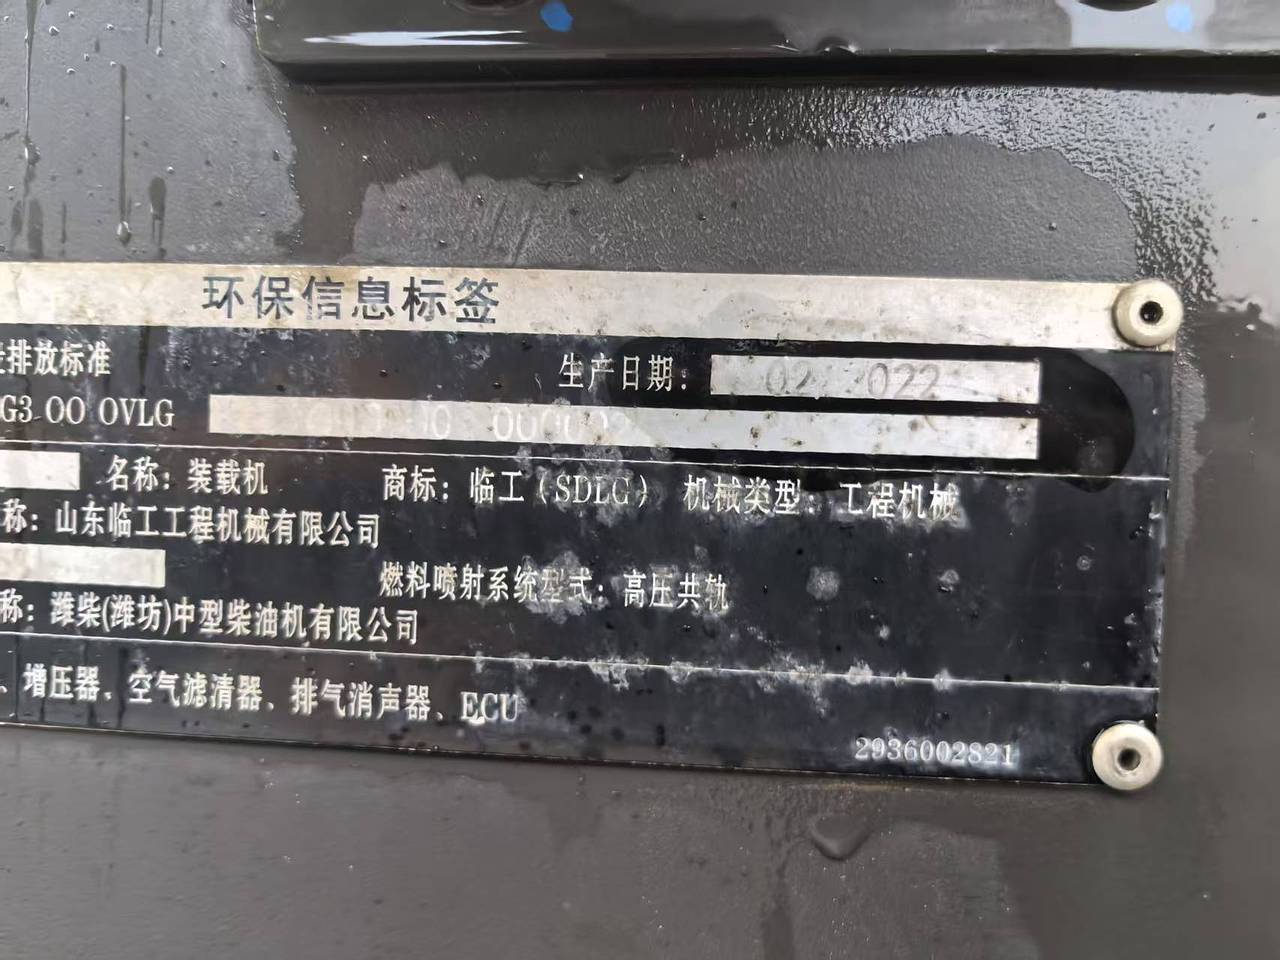 环保信息标签
排放标准 生产日期: 02 2022
G3 00 0VLG
名称: 装载机 商标: 临工(SDLG) 机械类型: 工程机械
称: 山东临工工程机械有限公司
燃料喷射系统型式: 高压共轨
称: 潍柴(潍坊)中型柴油机有限公司
、增压器、空气滤清器、排气消声器、ECU
2936002821